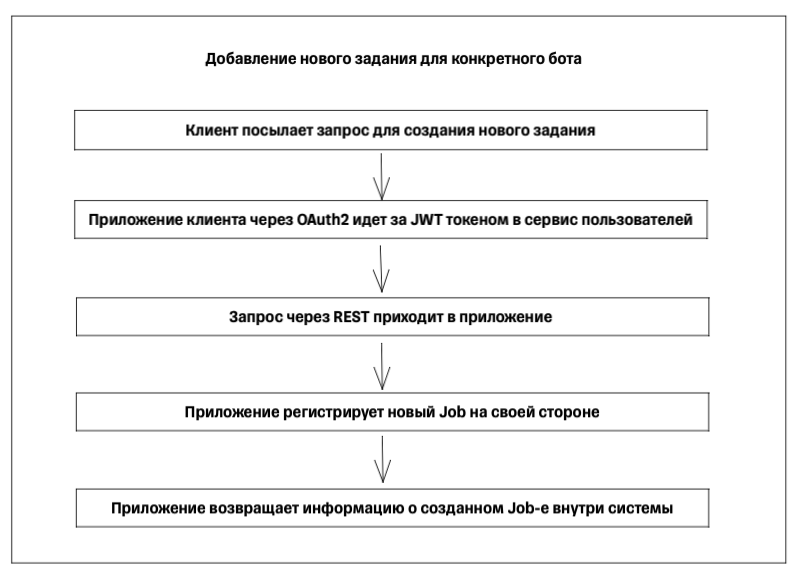 Добавление нового задания для конкретного бота
Клиент посылает запрос для создания нового задания
Приложение клиента через OAuth2 идет за JWT токеном в сервис пользователей
Запрос через REST приходит в приложение
Приложение регистрирует новый Job на своей стороне
Приложение возвращает информацию о созданном Job-е внутри системы